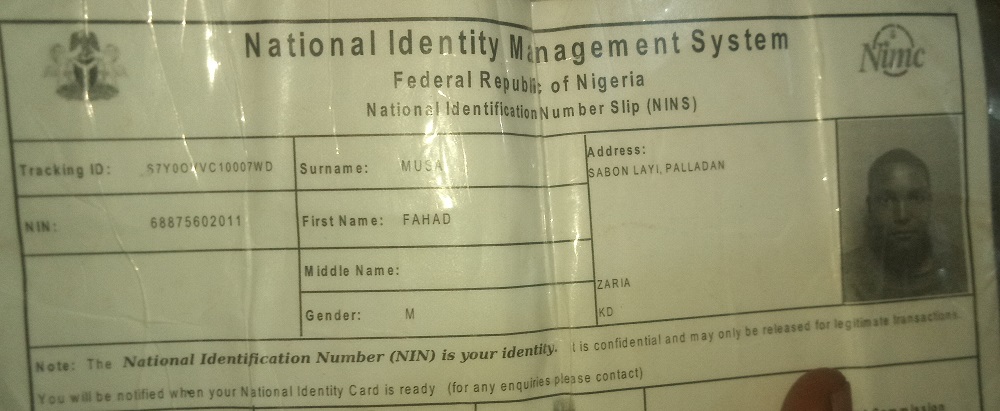 National Identity Management System
Federal Republic of Nigeria
National Identification Number Slip (NINS)
Nimc
Tracking ID:
Surname: MUSA
Address:
SABON LAYI, PALLADAN
NIN: 68875602011
First Name: FAHAD
Middle Name:
ZARIA
Gender: M
KD
Note: The National Identification Number (NIN) is your identity. t is confidential and may only be released for legitimate transactions.
You will be notified when your National Identity Card is ready (for any enquiries please contact)